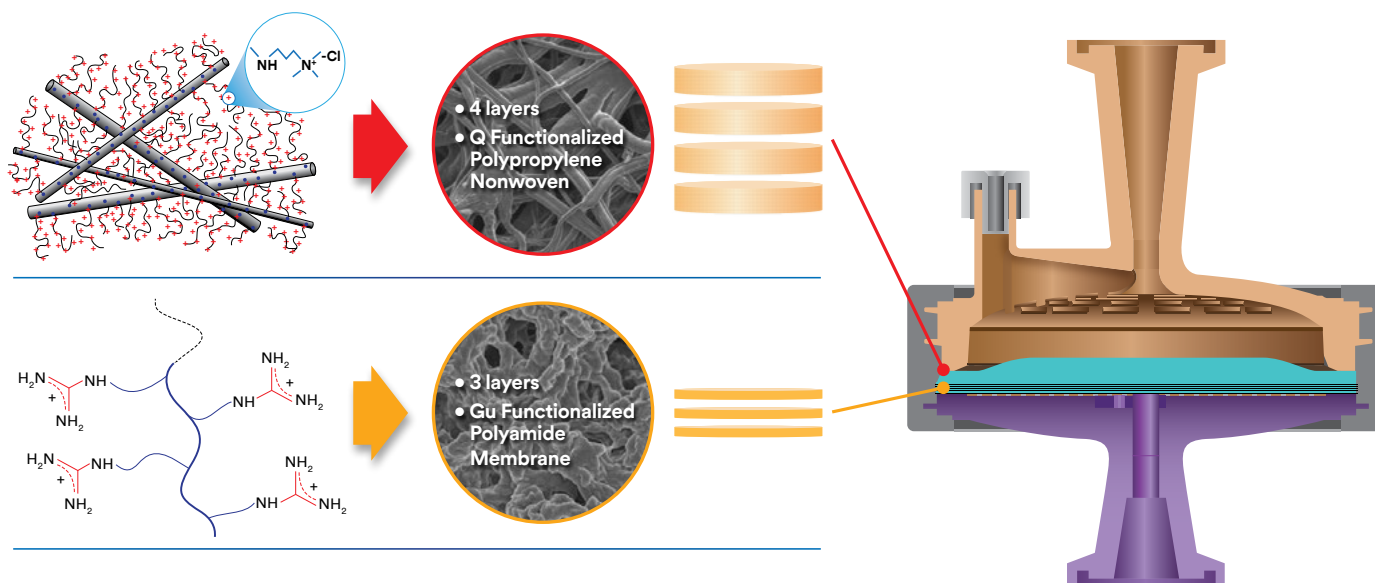 NH
N+
-Cl
• 4 layers
• Q Functionalized
Polypropylene
Nonwoven
H₂N
NH
+
NH₂
NH₂
+
NH
NH₂
H₂N
NH
+
NH₂
NH₂
+
NH
NH₂
• 3 layers
• Gu Functionalized
Polyamide
Membrane